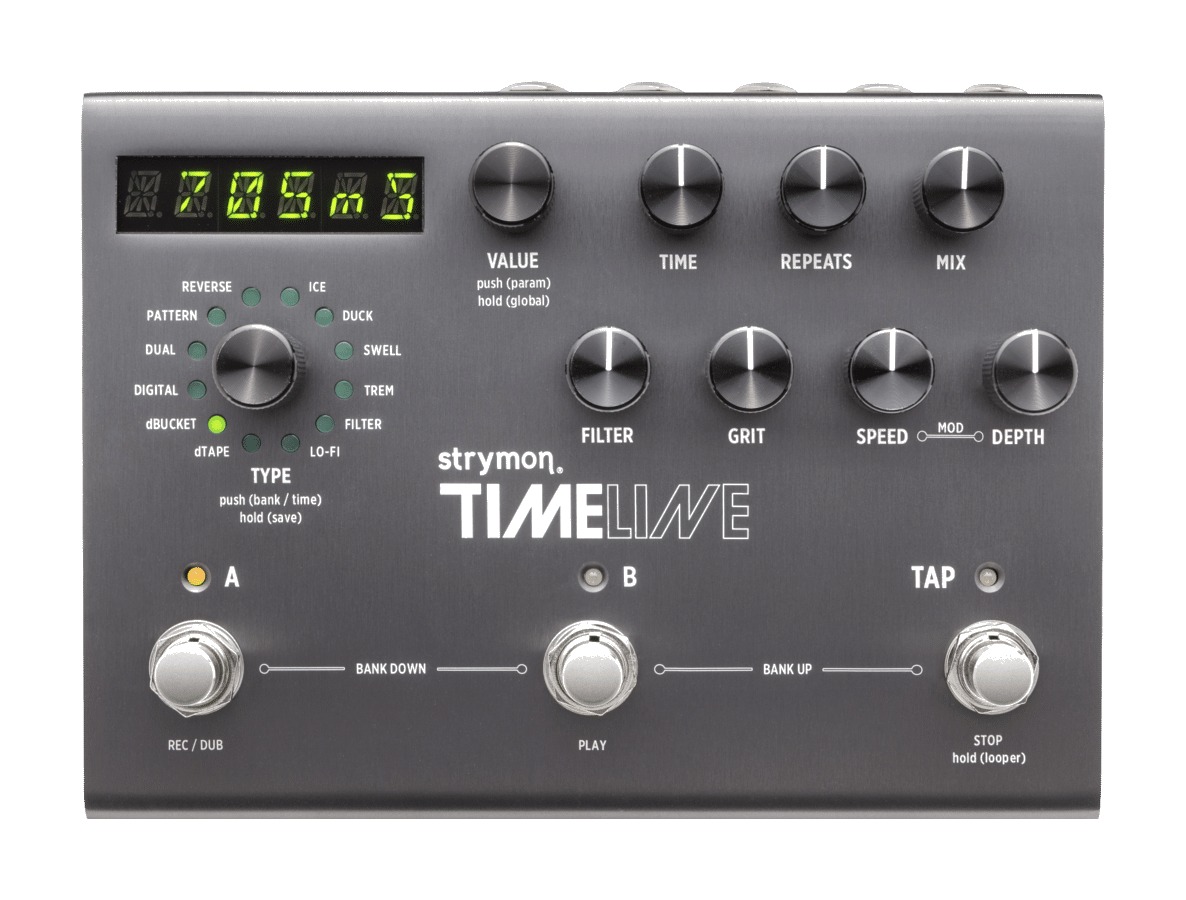 705mS
VALUE
push (param)
hold (global)
TIME
REPEATS
MIX
REVERSE
ICE
PATTERN
DUCK
DUAL
SWELL
DIGITAL
TREM
dBUCKET
FILTER
dTAPE
LO-FI
TYPE
push (bank / time)
hold (save)
FILTER
GRIT
SPEED
MOD
DEPTH
strymon®
TIMELINE
A
B
TAP
BANK DOWN
BANK UP
REC / DUB
PLAY
STOP
hold (looper)